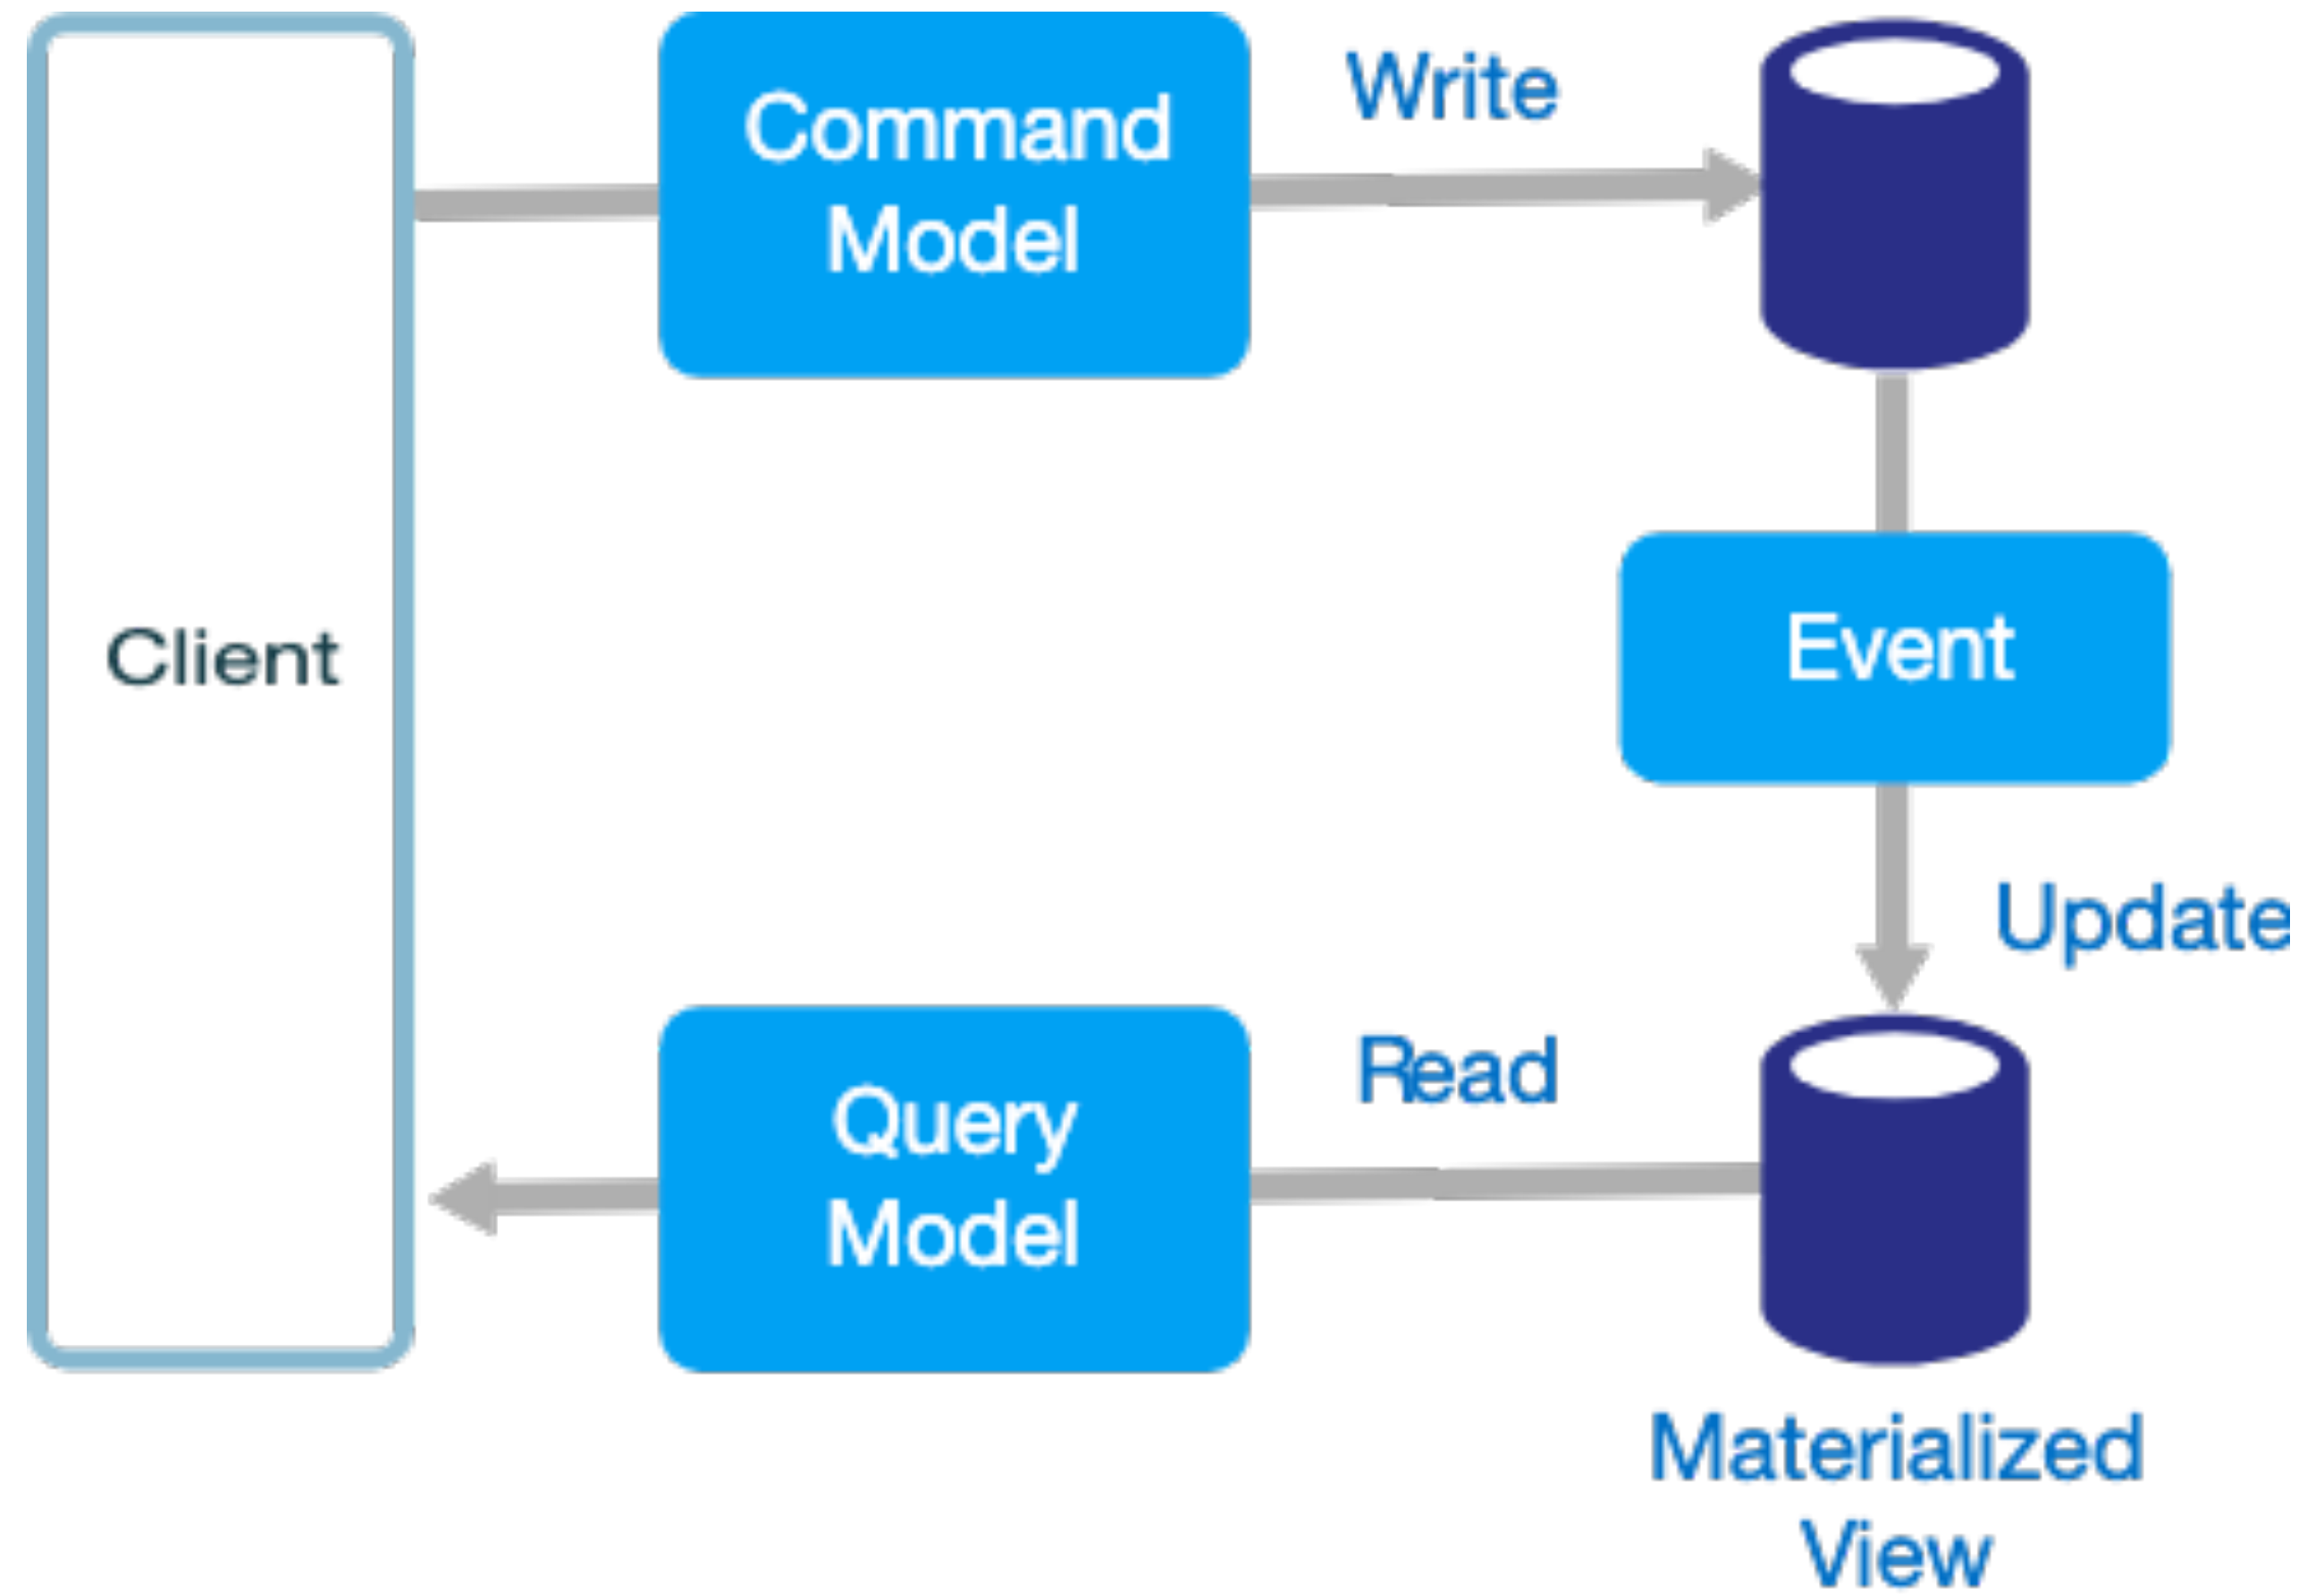 Command
Model
Write
Client
Event
Update
Query
Model
Read
Materialized
View